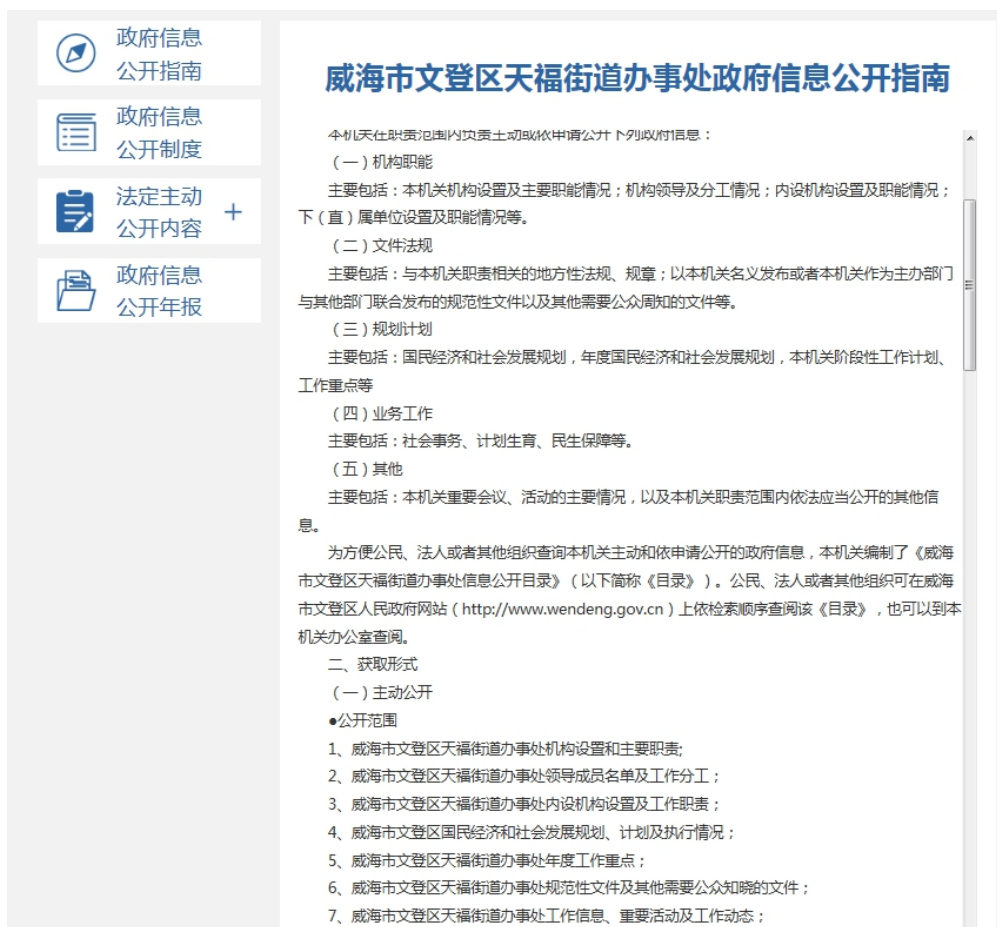 政府信息
公开指南
政府信息
公开制度
法定主动
公开内容
+
政府信息
公开年报
威海市文登区天福街道办事处政府信息公开指南
本机关在职责范围内负责主动或依申请公开下列政府信息：
（一）机构职能
主要包括：本机关机构设置及主要职能情况；机构领导及分工情况；内设机构设置及职能情况；
下（直）属单位设置及职能情况等。
（二）文件法规
主要包括：与本机关职责相关的地方性法规、规章；以本机关名义发布或者本机关作为主办部门
与其他部门联合发布的规范性文件以及其他需要公众周知的文件等。
（三）规划计划
主要包括：国民经济和社会发展规划，年度国民经济和社会发展规划，本机关阶段性工作计划、
工作重点等
（四）业务工作
主要包括：社会事务、计划生育、民生保障等。
（五）其他
主要包括：本机关重要会议、活动的主要情况，以及本机关职责范围内依法应当公开的其他信
息。
为方便公民、法人或者其他组织查询本机关主动和依申请公开的政府信息，本机关编制了《威海
市文登区天福街道办事处信息公开目录》（以下简称《目录》）。公民、法人或者其他组织可在威海
市文登区人民政府网站（http://www.wendeng.gov.cn）上依检索顺序查阅该《目录》，也可以到本
机关办公室查阅。
二、获取形式
（一）主动公开
●公开范围
1、威海市文登区天福街道办事处机构设置和主要职责;
2、威海市文登区天福街道办事处领导成员名单及工作分工；
3、威海市文登区天福街道办事处内设机构设置及工作职责；
4、威海市文登区国民经济和社会发展规划、计划及执行情况；
5、威海市文登区天福街道办事处年度工作重点；
6、威海市文登区天福街道办事处规范性文件及其他需要公众知晓的文件；
7、威海市文登区天福街道办事处工作信息、重要活动及工作动态；